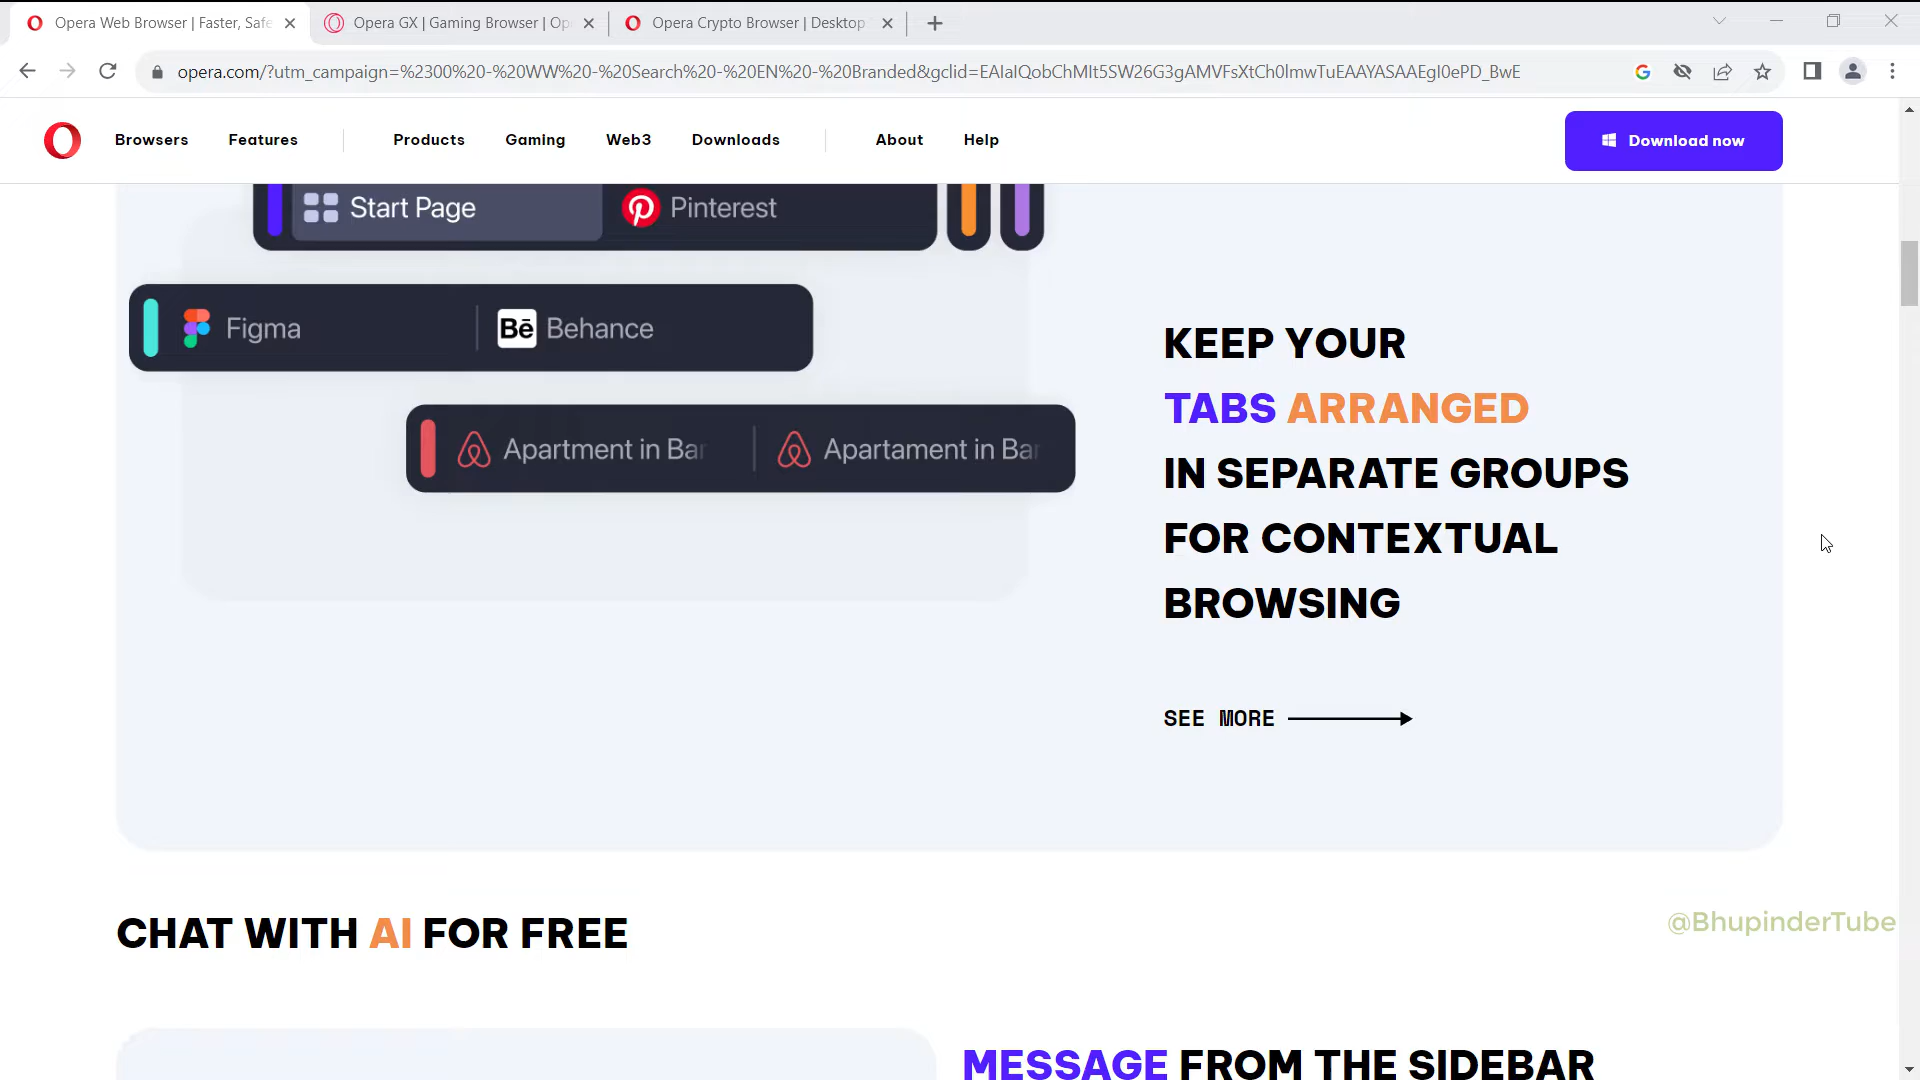 Opera Web Browser | Faster, Safe
Opera GX | Gaming Browser | Op
Opera Crypto Browser | Desktop
opera.com/?utm_campaign=%2300%20-%20WW%20-%20Search%20-%20EN%20-%20Branded&gclid=EAIaIQobChMIt5SW26G3gAMVFsXtCh0lmwTuEAAYASAAEgI0ePD_BwE
Browsers
Features
Products
Gaming
Web3
Downloads
About
Help
Download now
Start Page
Pinterest
Figma
Bē Behance
Apartment in Bar
Apartament in Bar
KEEP YOUR
TABS ARRANGED
IN SEPARATE GROUPS
FOR CONTEXTUAL
BROWSING
SEE MORE
CHAT WITH AI FOR FREE
@BhupinderTube
MESSAGE FROM THE SIDEBAR